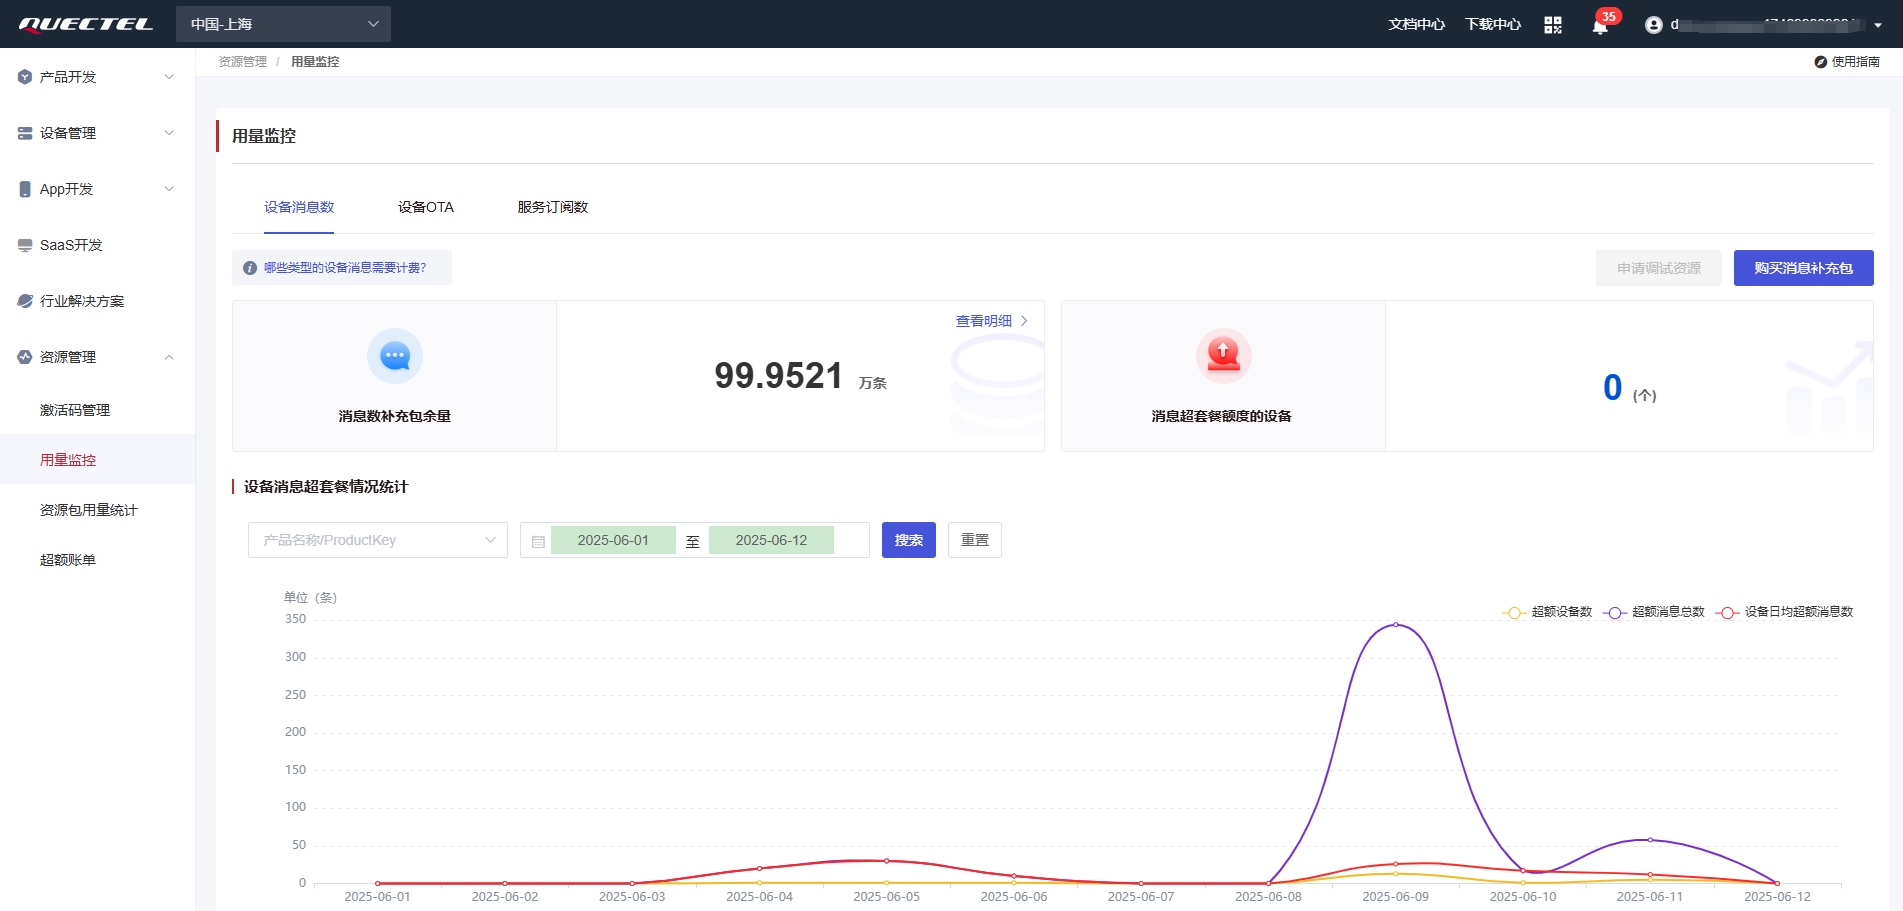 QUECTEL
中国-上海
文档中心
下载中心
35
d
资源管理 / 用量监控
使用指南
产品开发
设备管理
App开发
SaaS开发
行业解决方案
资源管理
激活码管理
用量监控
资源包用量统计
超额账单
用量监控
设备消息数
设备OTA
服务订阅数
哪些类型的设备消息需要计费?
申请调试资源
购买消息补充包
消息数补充包余量
查看明细
99.9521 万条
消息超套餐额度的设备
0 (个)
设备消息超套餐情况统计
产品名称/ProductKey
2025-06-01 至 2025-06-12
搜索
重置
单位（条）
超额设备数
超额消息总数
设备日均超额消息数
350
300
250
200
150
100
50
0
2025-06-01
2025-06-02
2025-06-03
2025-06-04
2025-06-05
2025-06-06
2025-06-07
2025-06-08
2025-06-09
2025-06-10
2025-06-11
2025-06-12